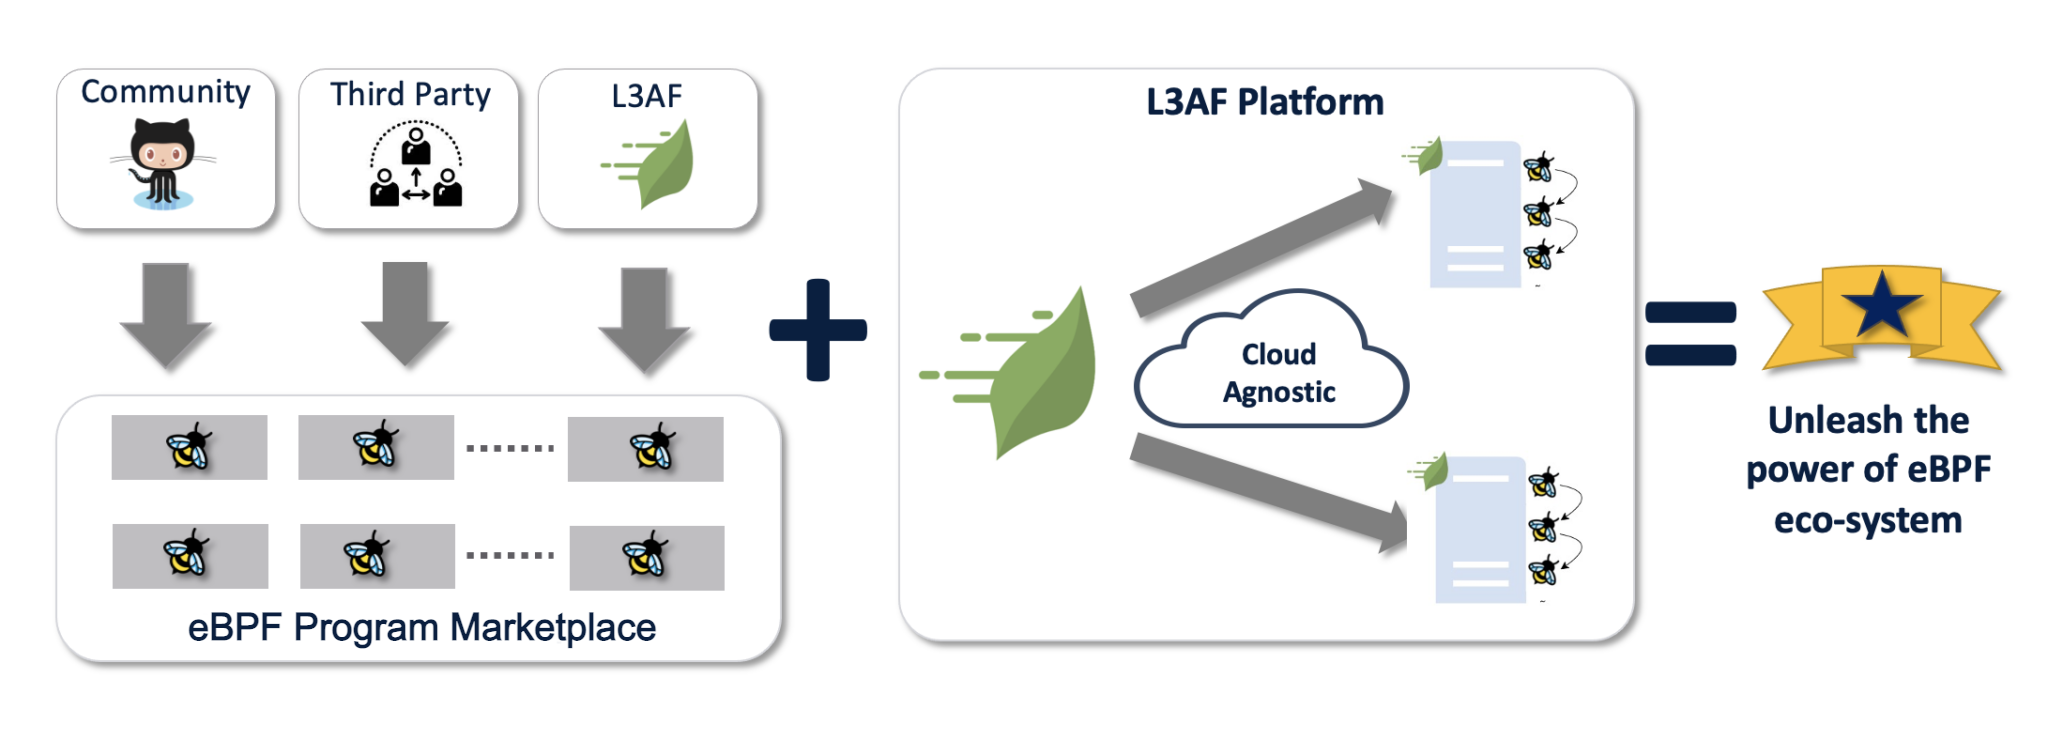 Community
Third Party
L3AF
eBPF Program Marketplace
L3AF Platform
Cloud
Agnostic
Unleash the
power of eBPF
eco-system